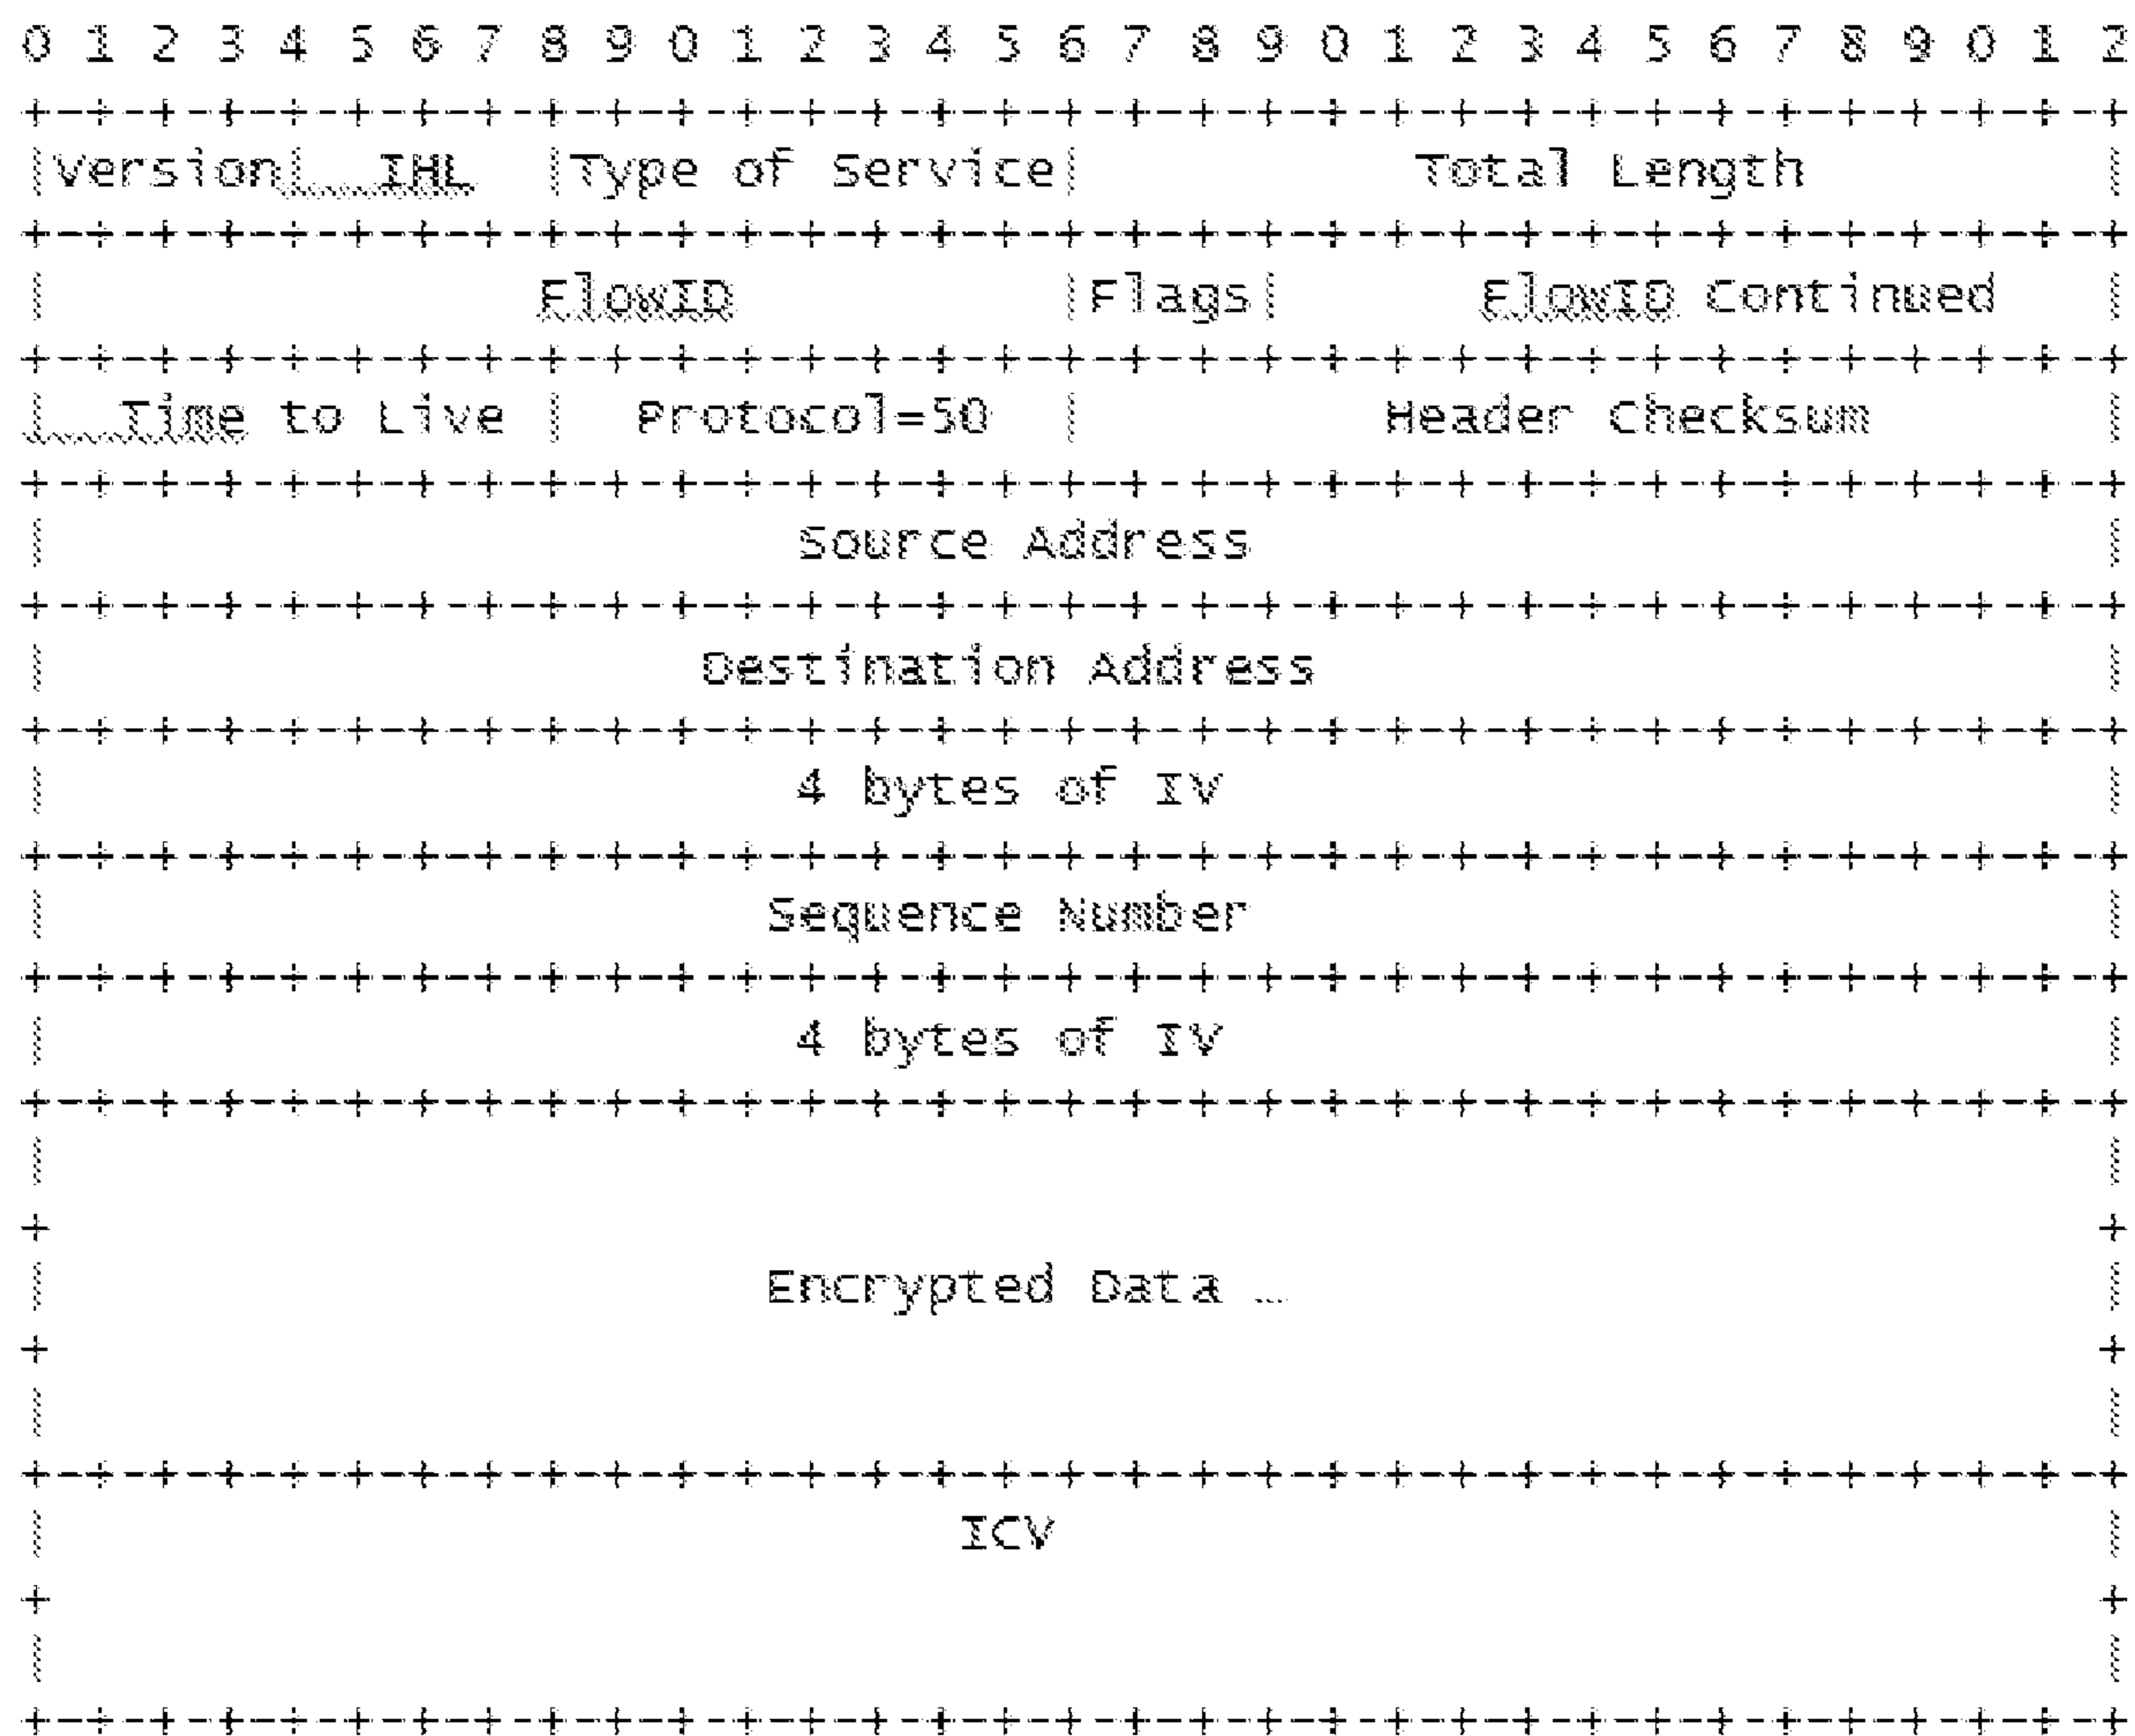 0 1 2 3 4 5 6 7 8 9 0 1 2 3 4 5 6 7 8 9 0 1 2 3 4 5 6 7 8 9 0 1 2
+-+-+-+-+-+-+-+-+-+-+-+-+-+-+-+-+-+-+-+-+-+-+-+-+-+-+-+-+-+-+-+-+
|Version|  IHL  |Type of Service|          Total Length         |
+-+-+-+-+-+-+-+-+-+-+-+-+-+-+-+-+-+-+-+-+-+-+-+-+-+-+-+-+-+-+-+-+
|               FlowID               |Flags|      FlowID Continued   |
+-+-+-+-+-+-+-+-+-+-+-+-+-+-+-+-+-+-+-+-+-+-+-+-+-+-+-+-+-+-+-+-+
|  Time to Live |  Protocol=50  |         Header Checksum       |
+-+-+-+-+-+-+-+-+-+-+-+-+-+-+-+-+-+-+-+-+-+-+-+-+-+-+-+-+-+-+-+-+
|                       Source Address                          |
+-+-+-+-+-+-+-+-+-+-+-+-+-+-+-+-+-+-+-+-+-+-+-+-+-+-+-+-+-+-+-+-+
|                    Destination Address                        |
+-+-+-+-+-+-+-+-+-+-+-+-+-+-+-+-+-+-+-+-+-+-+-+-+-+-+-+-+-+-+-+-+
|                       4 bytes of IV                           |
+-+-+-+-+-+-+-+-+-+-+-+-+-+-+-+-+-+-+-+-+-+-+-+-+-+-+-+-+-+-+-+-+
|                      Sequence Number                          |
+-+-+-+-+-+-+-+-+-+-+-+-+-+-+-+-+-+-+-+-+-+-+-+-+-+-+-+-+-+-+-+-+
|                       4 bytes of IV                           |
+-+-+-+-+-+-+-+-+-+-+-+-+-+-+-+-+-+-+-+-+-+-+-+-+-+-+-+-+-+-+-+-+
|                                                               |
+                                                               +
|                      Encrypted Data …                         |
+                                                               +
|                                                               |
+-+-+-+-+-+-+-+-+-+-+-+-+-+-+-+-+-+-+-+-+-+-+-+-+-+-+-+-+-+-+-+-+
|                            ICV                                |
+                                                               +
|                                                               |
+-+-+-+-+-+-+-+-+-+-+-+-+-+-+-+-+-+-+-+-+-+-+-+-+-+-+-+-+-+-+-+-+